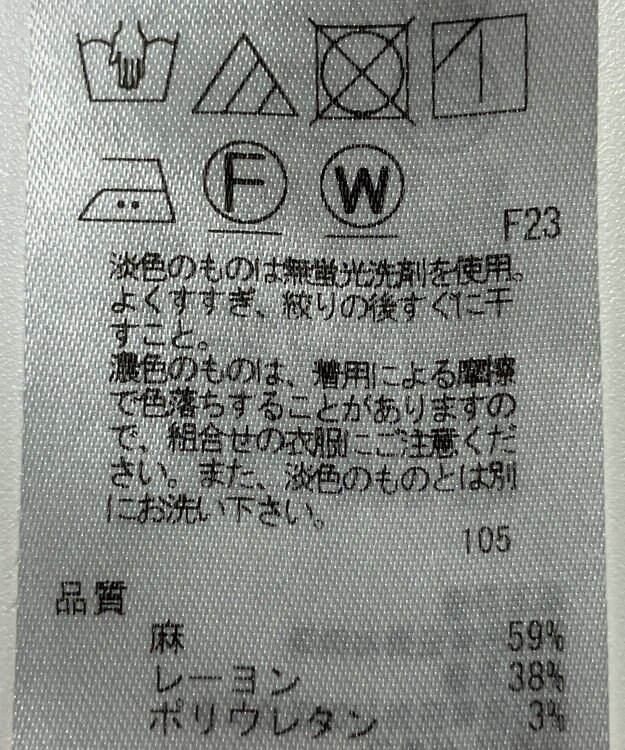 F W
F23
淡色のものは無蛍光洗剤を使用。
よくすすぎ、絞りの後すぐに干
すこと。
濃色のものは、着用による摩擦
で色落ちすることがありますの
で、組合せの衣服にご注意くだ
さい。また、淡色のものとは別
にお洗い下さい。
105
品質
麻 59%
レーヨン 38%
ポリウレタン 3%